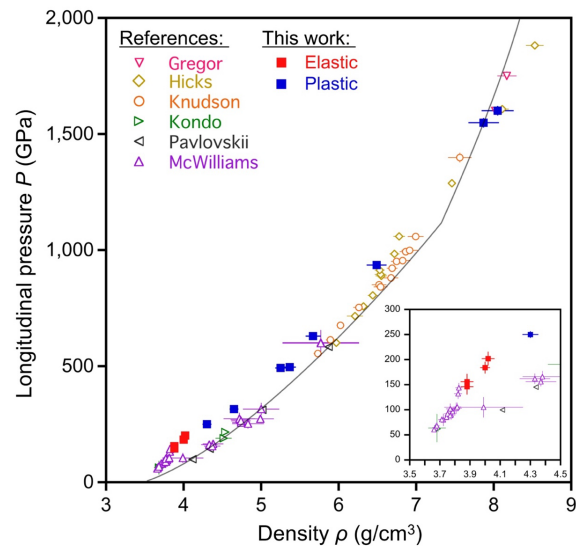 2,000
1,500
1,000
500
0
Longitudinal pressure P (GPa)
References:
Gregor
Hicks
Knudson
Kondo
Pavlovskii
McWilliams
This work:
Elastic
Plastic
300
250
200
150
100
50
0
3.5 3.7 3.9 4.1 4.3 4.5
3 4 5 6 7 8 9
Density ρ (g/cm³)